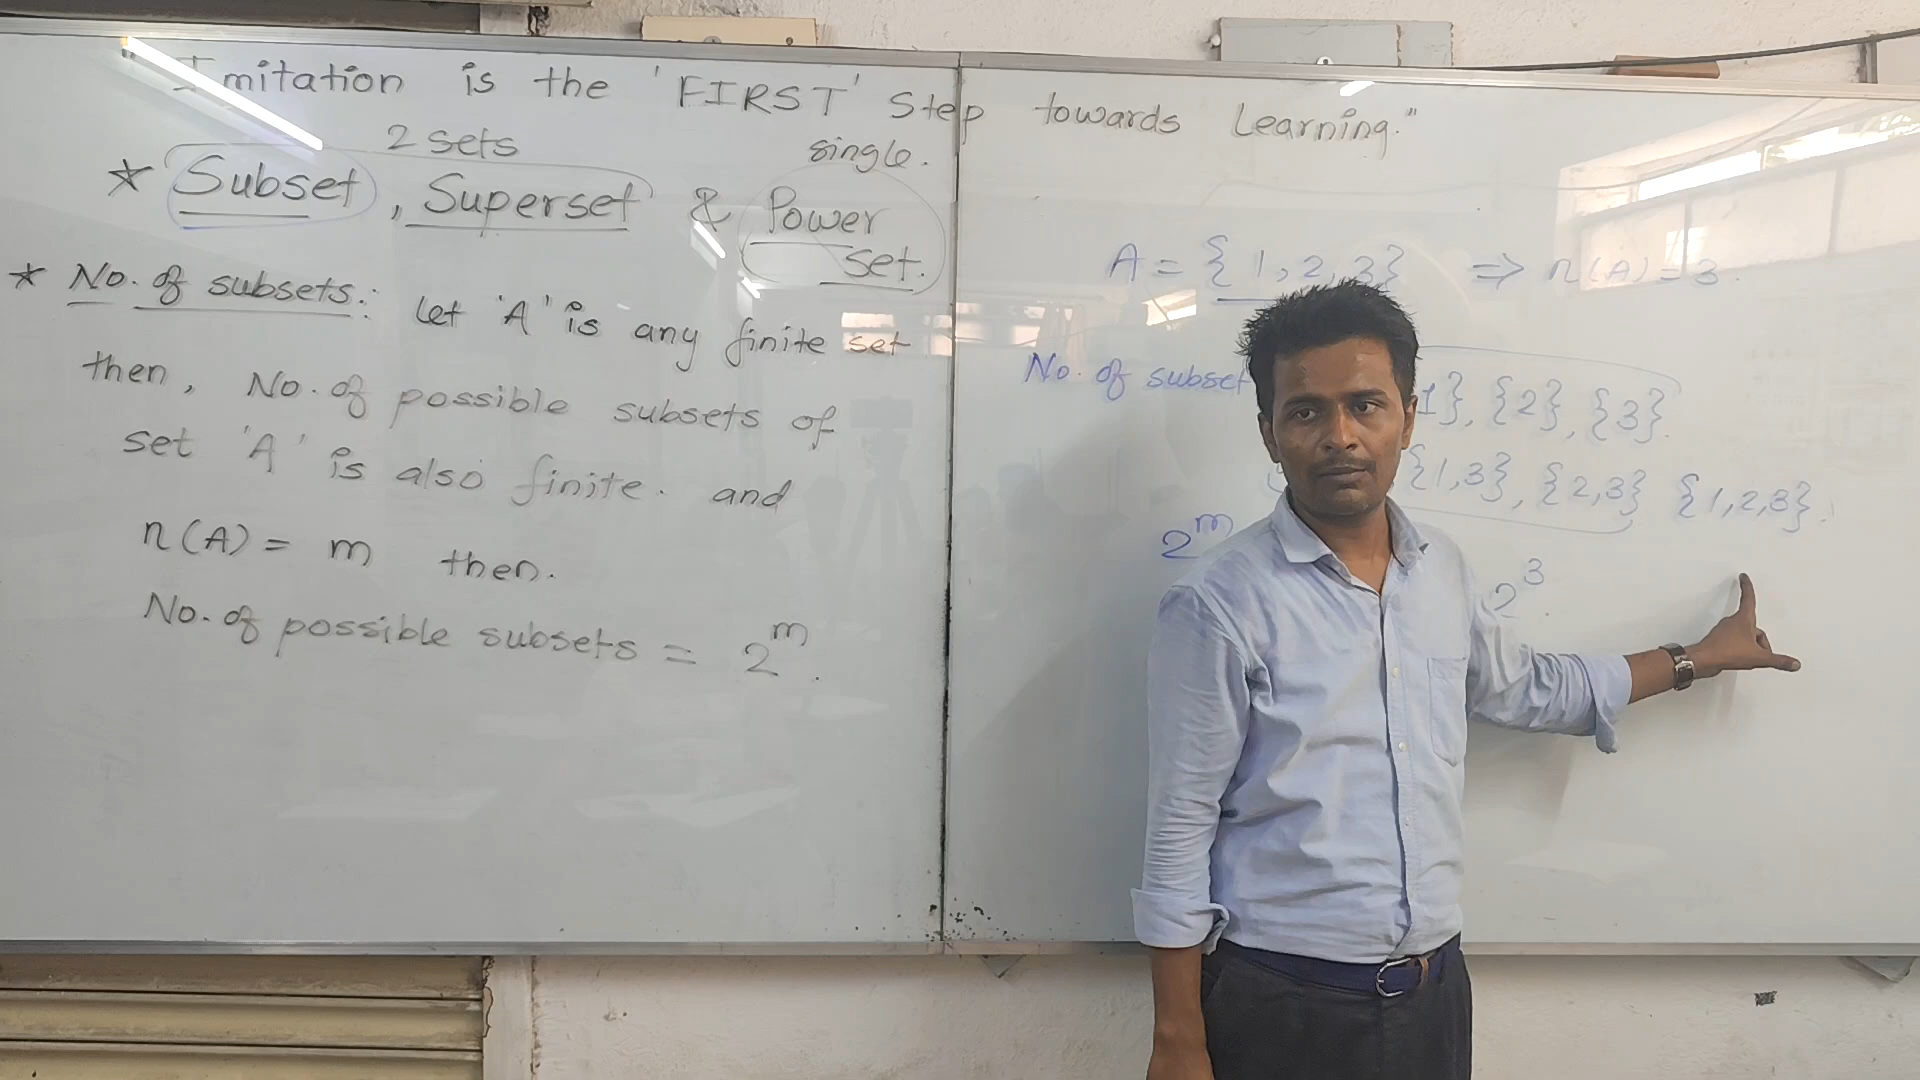 "Imitation is the 'FIRST' Step towards Learning."
2 sets single.
* Subset, Superset & Power
set.
* No. of subsets: Let 'A' is any finite set
then, No. of possible subsets of
set 'A' is also finite. and
n(A) = m then.
No. of possible subsets = 2^m.
A = { 1, 2, 3} => n(A) = 3.
No. of subset 1}, {2}, {3}.
{1,3}, {2,3} {1,2,3}.
2^m
2^3.